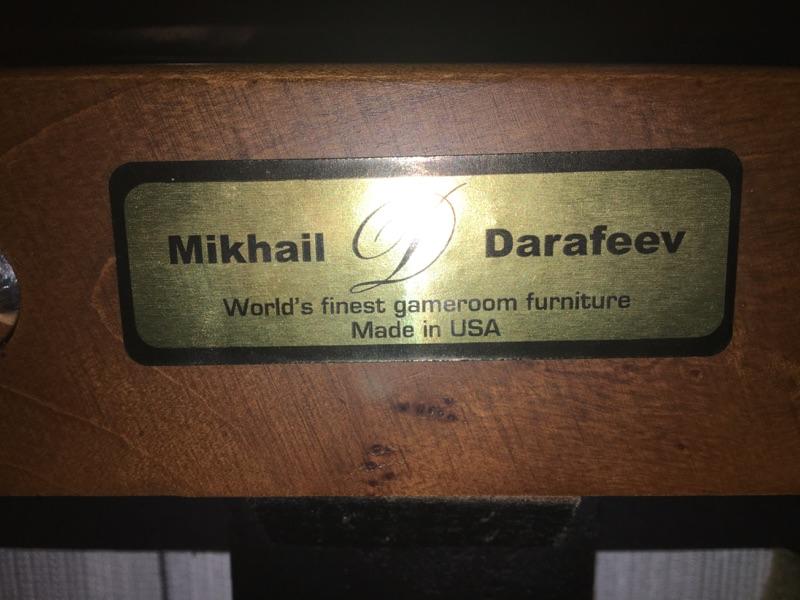 Mikhail D Darafeev
World's finest gameroom furniture
Made in USA